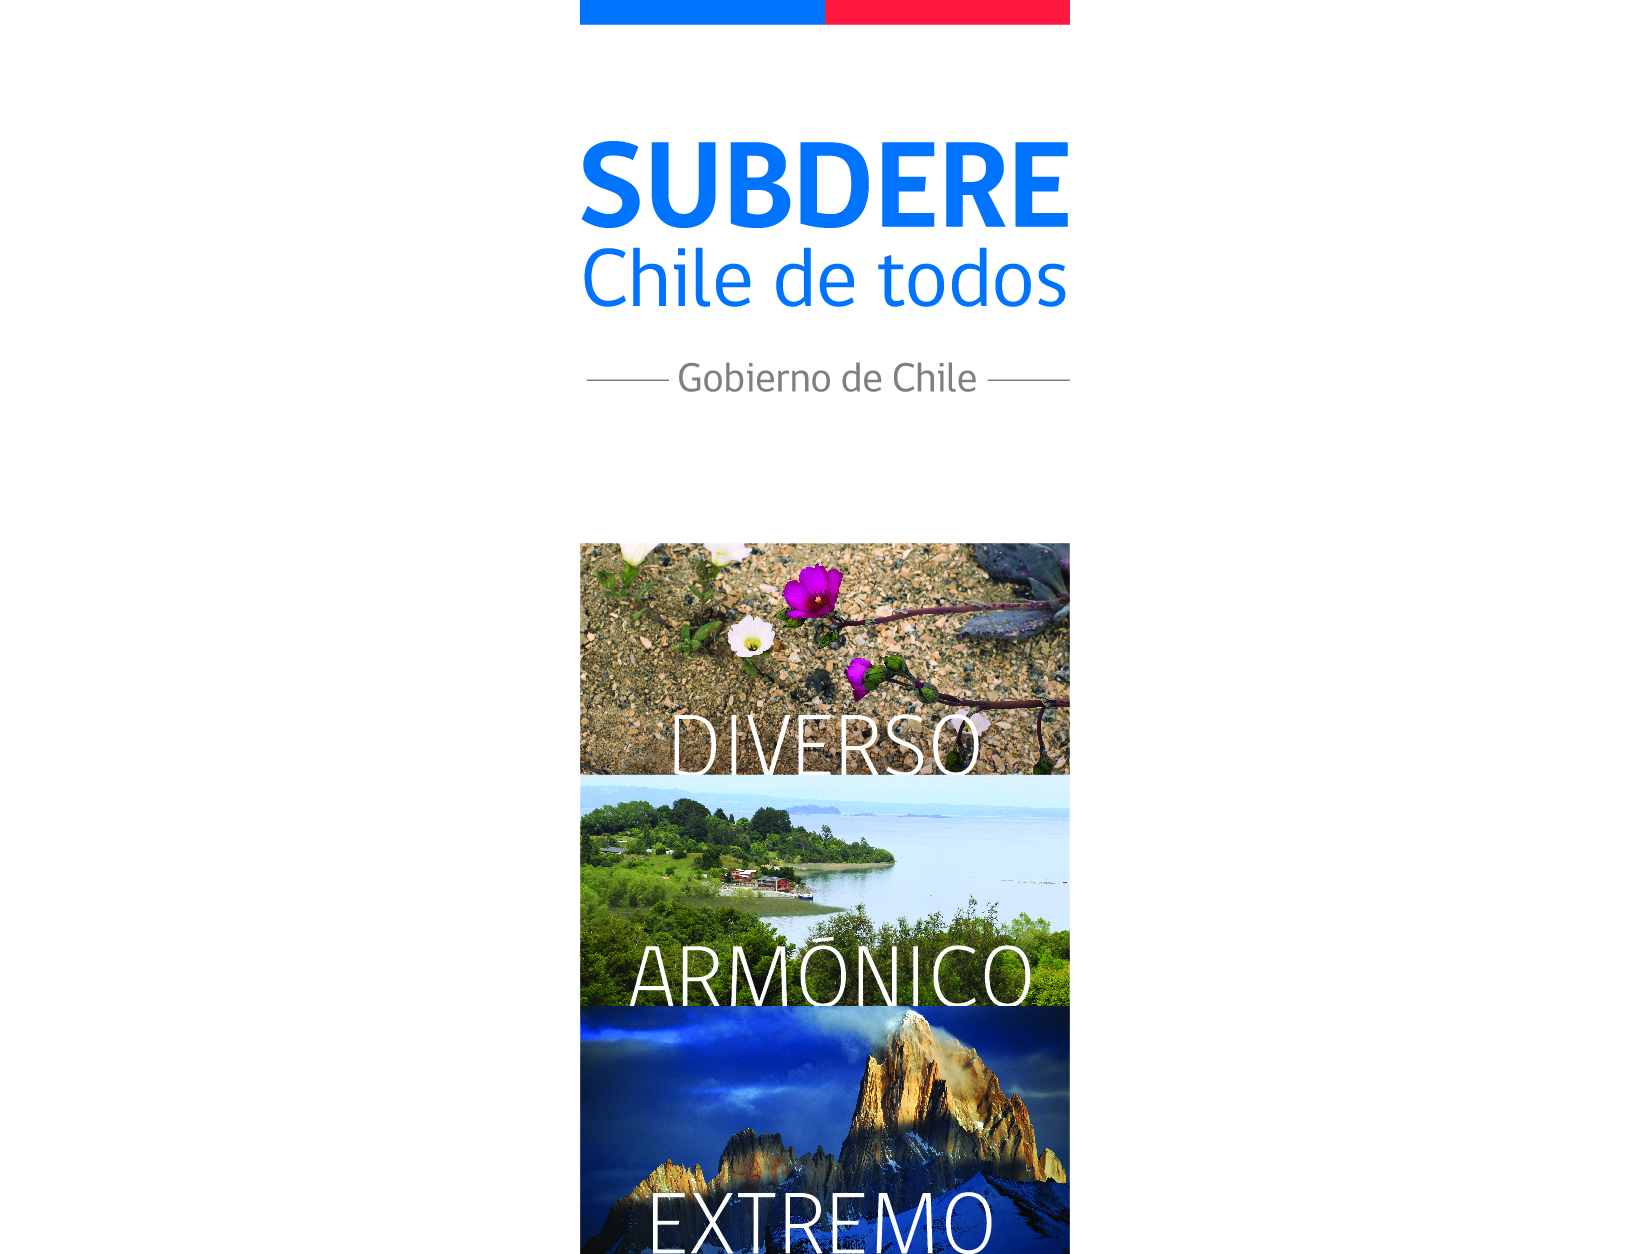 SUBDERE
Chile de todos
Gobierno de Chile
DIVERSO
ARMÓNICO
EXTREMO